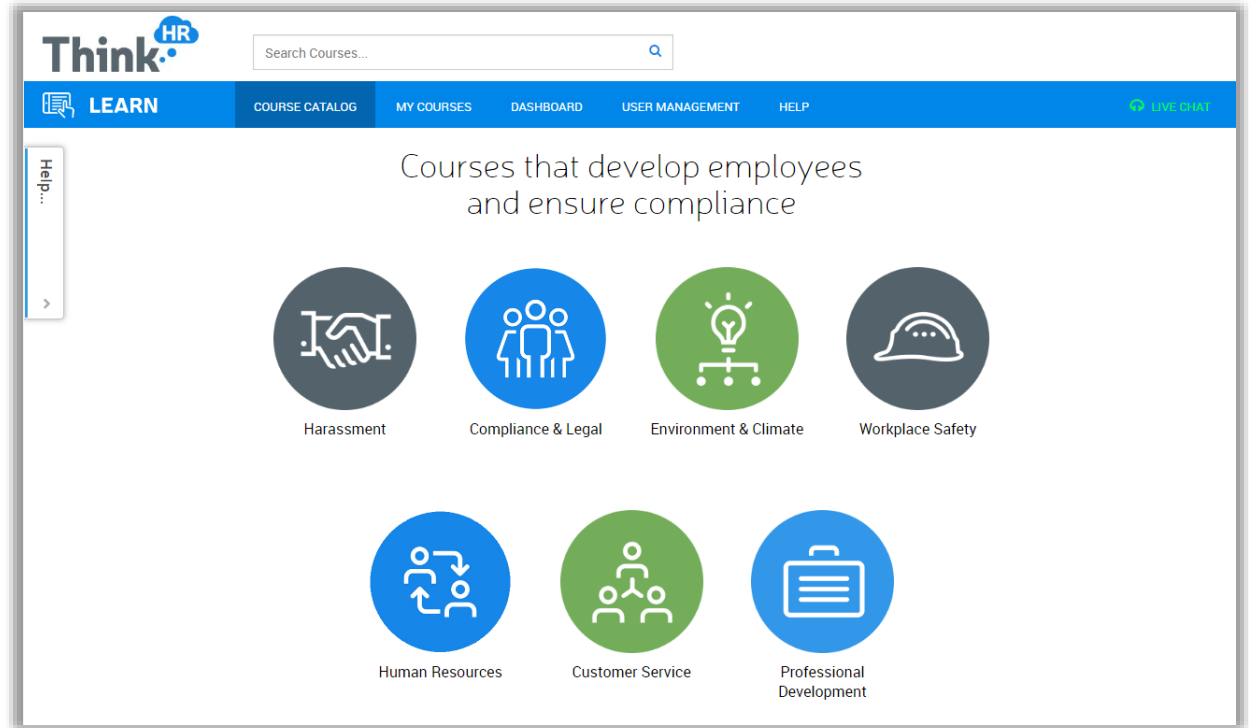 Think HR
Search Courses...
LEARN
COURSE CATALOG
MY COURSES
DASHBOARD
USER MANAGEMENT
HELP
LIVE CHAT
Help...
Courses that develop employees
and ensure compliance
Harassment
Compliance & Legal
Environment & Climate
Workplace Safety
Human Resources
Customer Service
Professional
Development